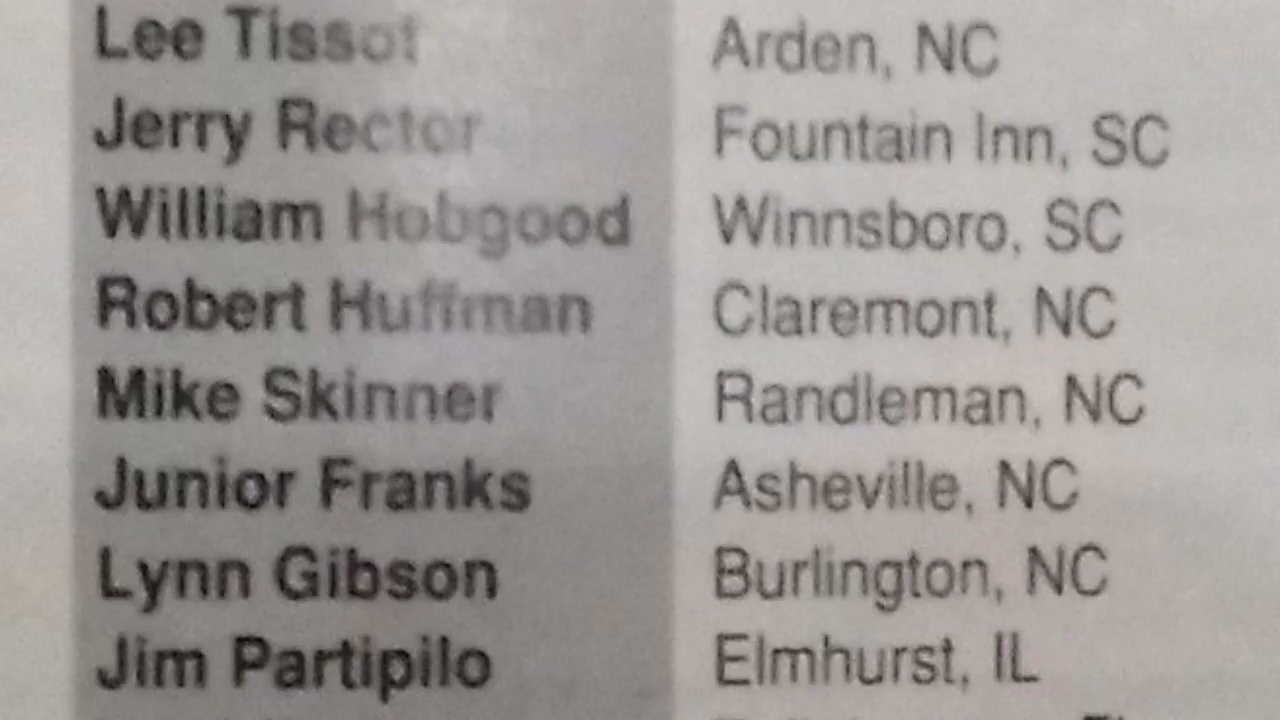 Lee Tissot Arden, NC
Jerry Rector Fountain Inn, SC
William Hobgood Winnsboro, SC
Robert Huffman Claremont, NC
Mike Skinner Randleman, NC
Junior Franks Asheville, NC
Lynn Gibson Burlington, NC
Jim Partipilo Elmhurst, IL